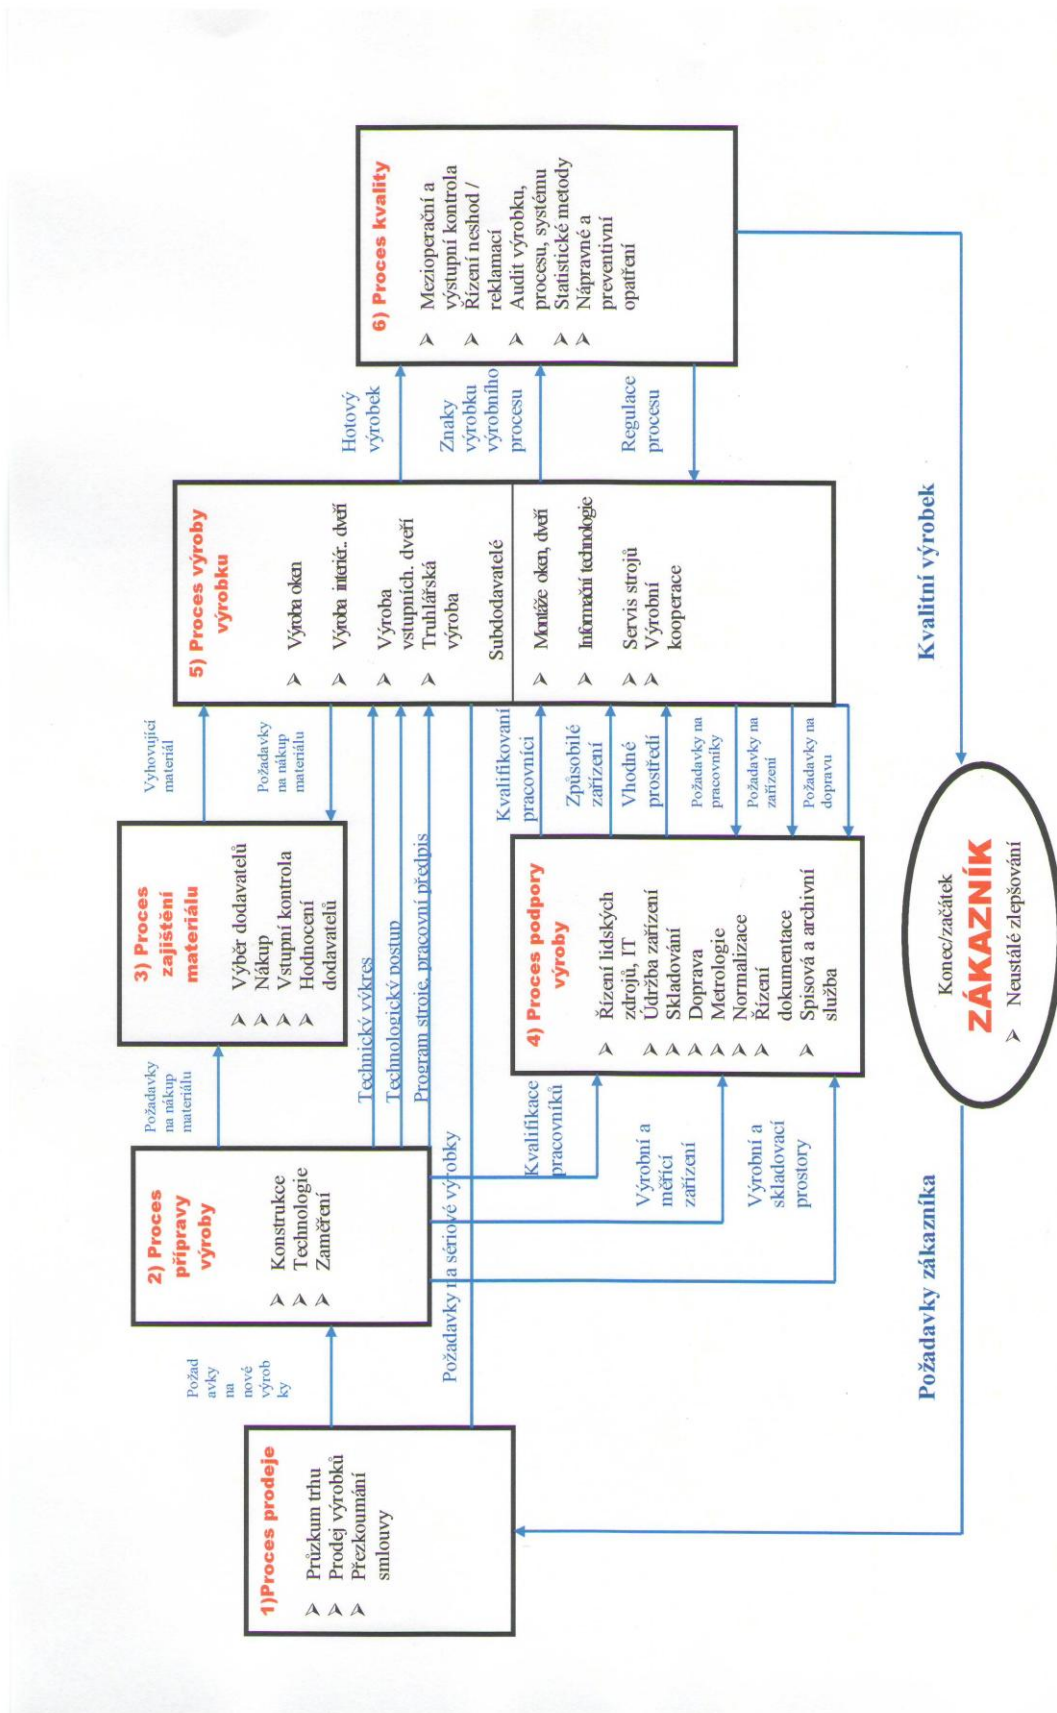 1)Proces prodeje
➢ Průzkum trhu
➢ Prodej výrobků
➢ Přezkoumání
smlouvy
Požad
avky
na
nové
výrob
ky
2) Proces
přípravy
výroby
➢ Konstrukce
➢ Technologie
➢ Zaměření
Požadavky
na nákup
materiálu
3) Proces
zajištění
materiálu
➢ Výběr dodavatelů
➢ Nákup
➢ Vstupní kontrola
➢ Hodnocení
dodavatelů
Vyhovující
materiál
Požadavky
na nákup
materiálu
Technický výkres
Technologický postup
Program stroje, pracovní předpis
Požadavky na sériové výrobky
Kvalifikace
pracovníků
Výrobní a
měřící
zařízení
Výrobní a
skladovací
prostory
4) Proces podpory
výroby
➢ Řízení lidských
zdrojů, IT
➢ Údržba zařízení
➢ Skladování
➢ Doprava
➢ Metrologie
➢ Normalizace
➢ Řízení
dokumentace
➢ Spisová a archivní
služba
Kvalifikovaní
pracovníci
Způsobilé
zařízení
Vhodné
prostředí
Požadavky na
pracovníky
Požadavky na
zařízení
Požadavky na
dopravu
5) Proces výroby
výrobku
➢ Výroba oken
➢ Výroba interiér.. dveří
➢ Výroba
vstupních. dveří
➢ Truhlářská
výroba
Subdodavatelé
➢ Montáže oken, dveří
➢ Informační technologie
➢ Servis strojů
➢ Výrobní
kooperace
Hotový
výrobek
Znaky
výrobku
výrobního
procesu
Regulace
procesu
6) Proces kvality
➢ Mezioperační a
výstupní kontrola
➢ Řízení neshod /
reklamací
➢ Audit výrobku,
procesu, systému
➢ Statistické metody
➢ Nápravné a
preventivní
opatření
Požadavky zákazníka
Kvalitní výrobek
Konec/začátek
ZÁKAZNÍK
➢ Neustálé zlepšování